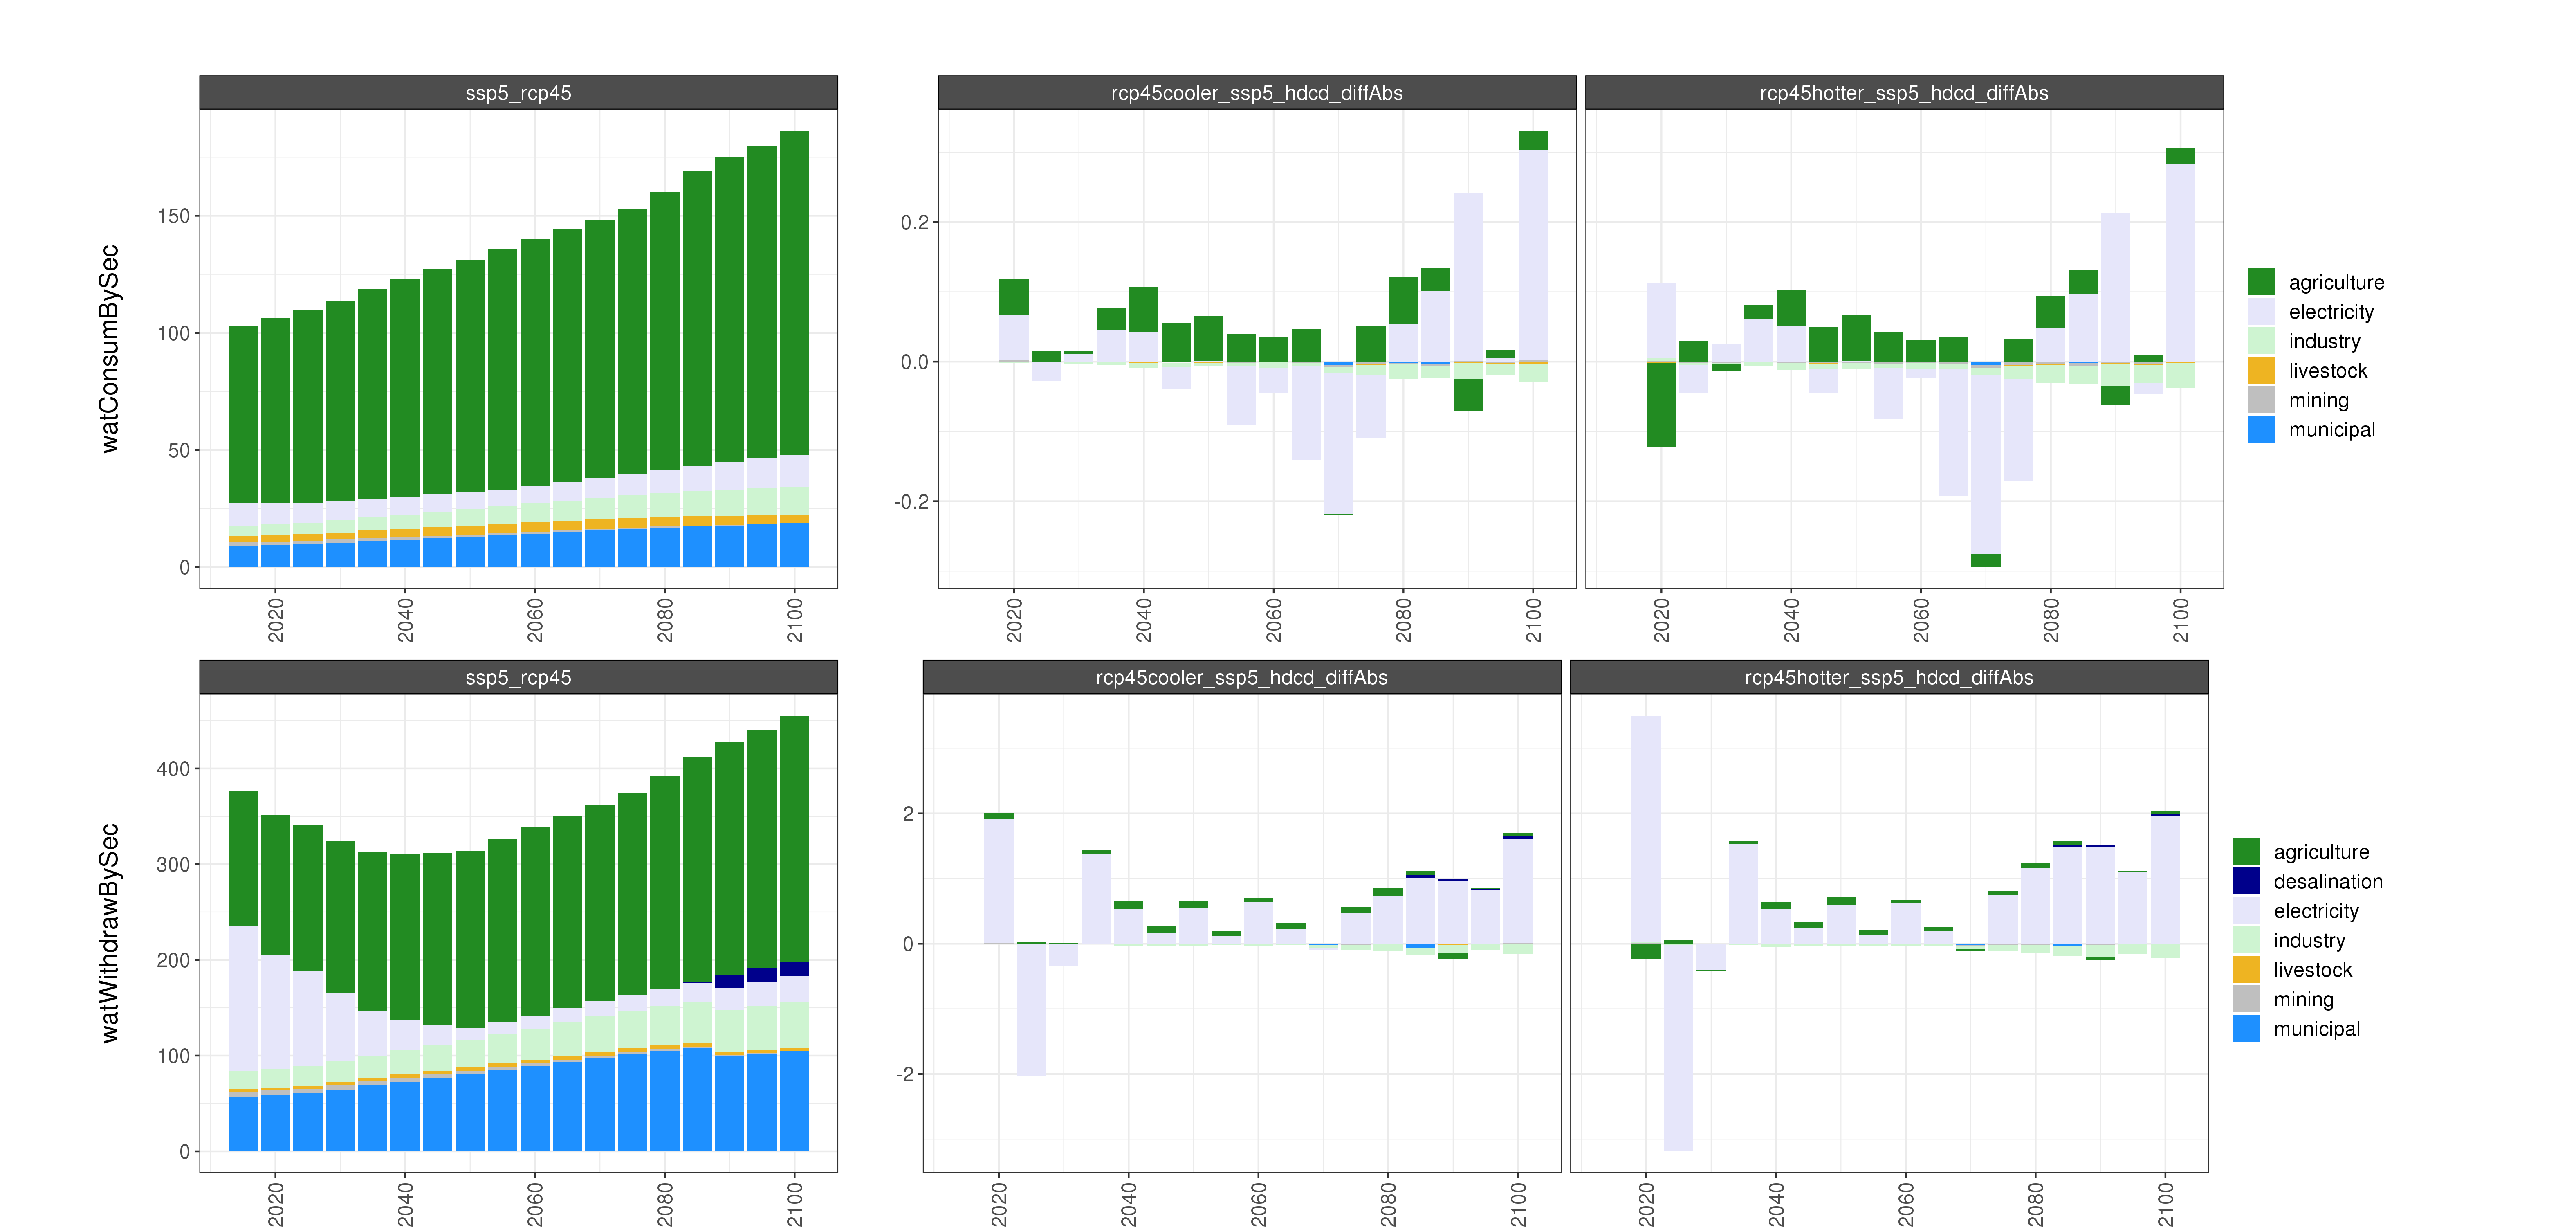 ssp5_rcp45
rcp45cooler_ssp5_hdcd_diffAbs
rcp45hotter_ssp5_hdcd_diffAbs
watConsumBySec
150
100
50
0
0.2
0.0
-0.2
2020
2040
2060
2080
2100
2020
2040
2060
2080
2100
2020
2040
2060
2080
2100
agriculture
electricity
industry
livestock
mining
municipal
ssp5_rcp45
rcp45cooler_ssp5_hdcd_diffAbs
rcp45hotter_ssp5_hdcd_diffAbs
watWithdrawBySec
400
300
200
100
0
2
0
-2
2020
2040
2060
2080
2100
2020
2040
2060
2080
2100
2020
2040
2060
2080
2100
agriculture
desalination
electricity
industry
livestock
mining
municipal